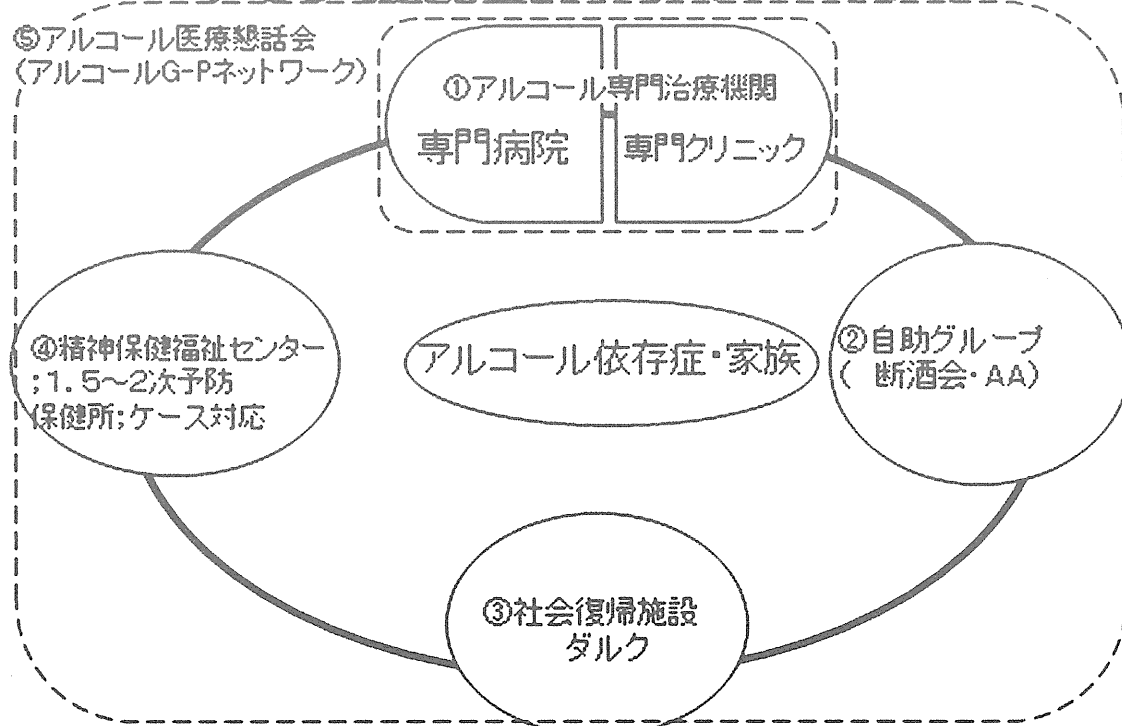 ⑤アルコール医療懇話会
(アルコールG-Pネットワーク)
①アルコール専門治療機関
専門病院
専門クリニック
④精神保健福祉センター
;1.5～2次予防
保健所;ケース対応
アルコール依存症・家族
②自助グループ
( 断酒会・AA)
③社会復帰施設
ダルク